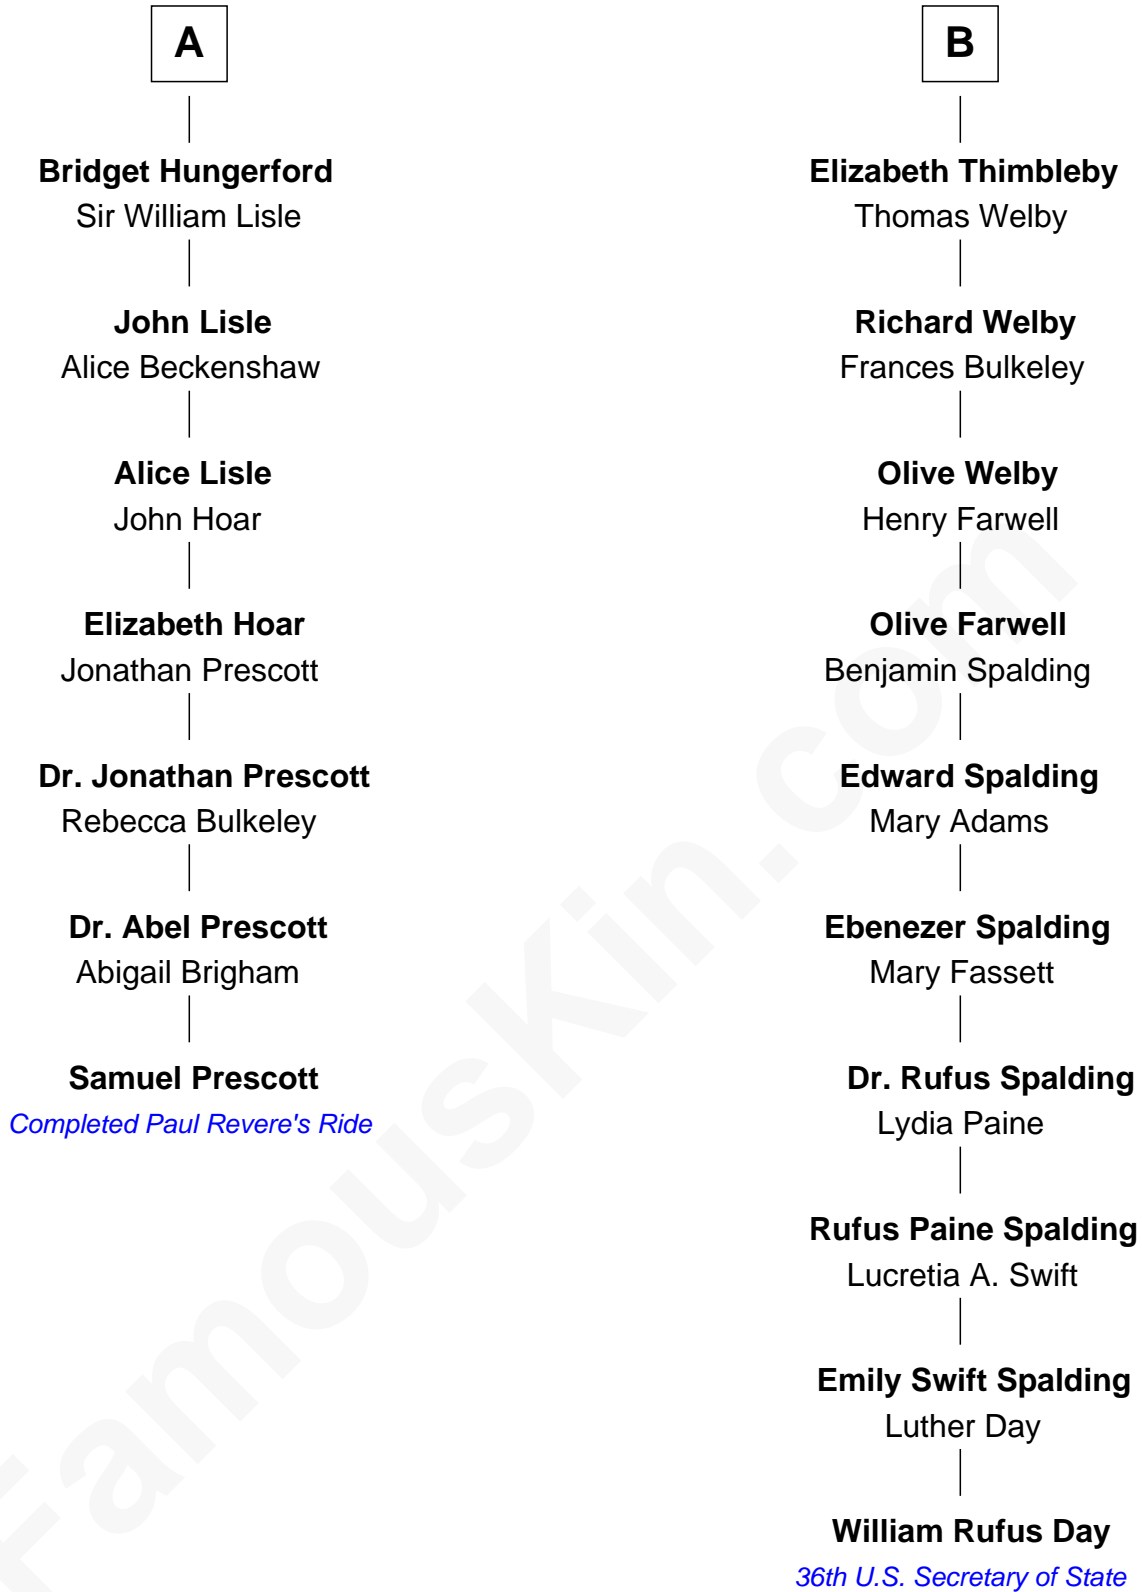 A
Bridget Hungerford
Sir William Lisle
John Lisle
Alice Beckenshaw
Alice Lisle
John Hoar
Elizabeth Hoar
Jonathan Prescott
Dr. Jonathan Prescott
Rebecca Bulkeley
Dr. Abel Prescott
Abigail Brigham
Samuel Prescott
Completed Paul Revere's Ride
B
Elizabeth Thimbleby
Thomas Welby
Richard Welby
Frances Bulkeley
Olive Welby
Henry Farwell
Olive Farwell
Benjamin Spalding
Edward Spalding
Mary Adams
Ebenezer Spalding
Mary Fassett
Dr. Rufus Spalding
Lydia Paine
Rufus Paine Spalding
Lucretia A. Swift
Emily Swift Spalding
Luther Day
William Rufus Day
36th U.S. Secretary of State
FamousKin.com